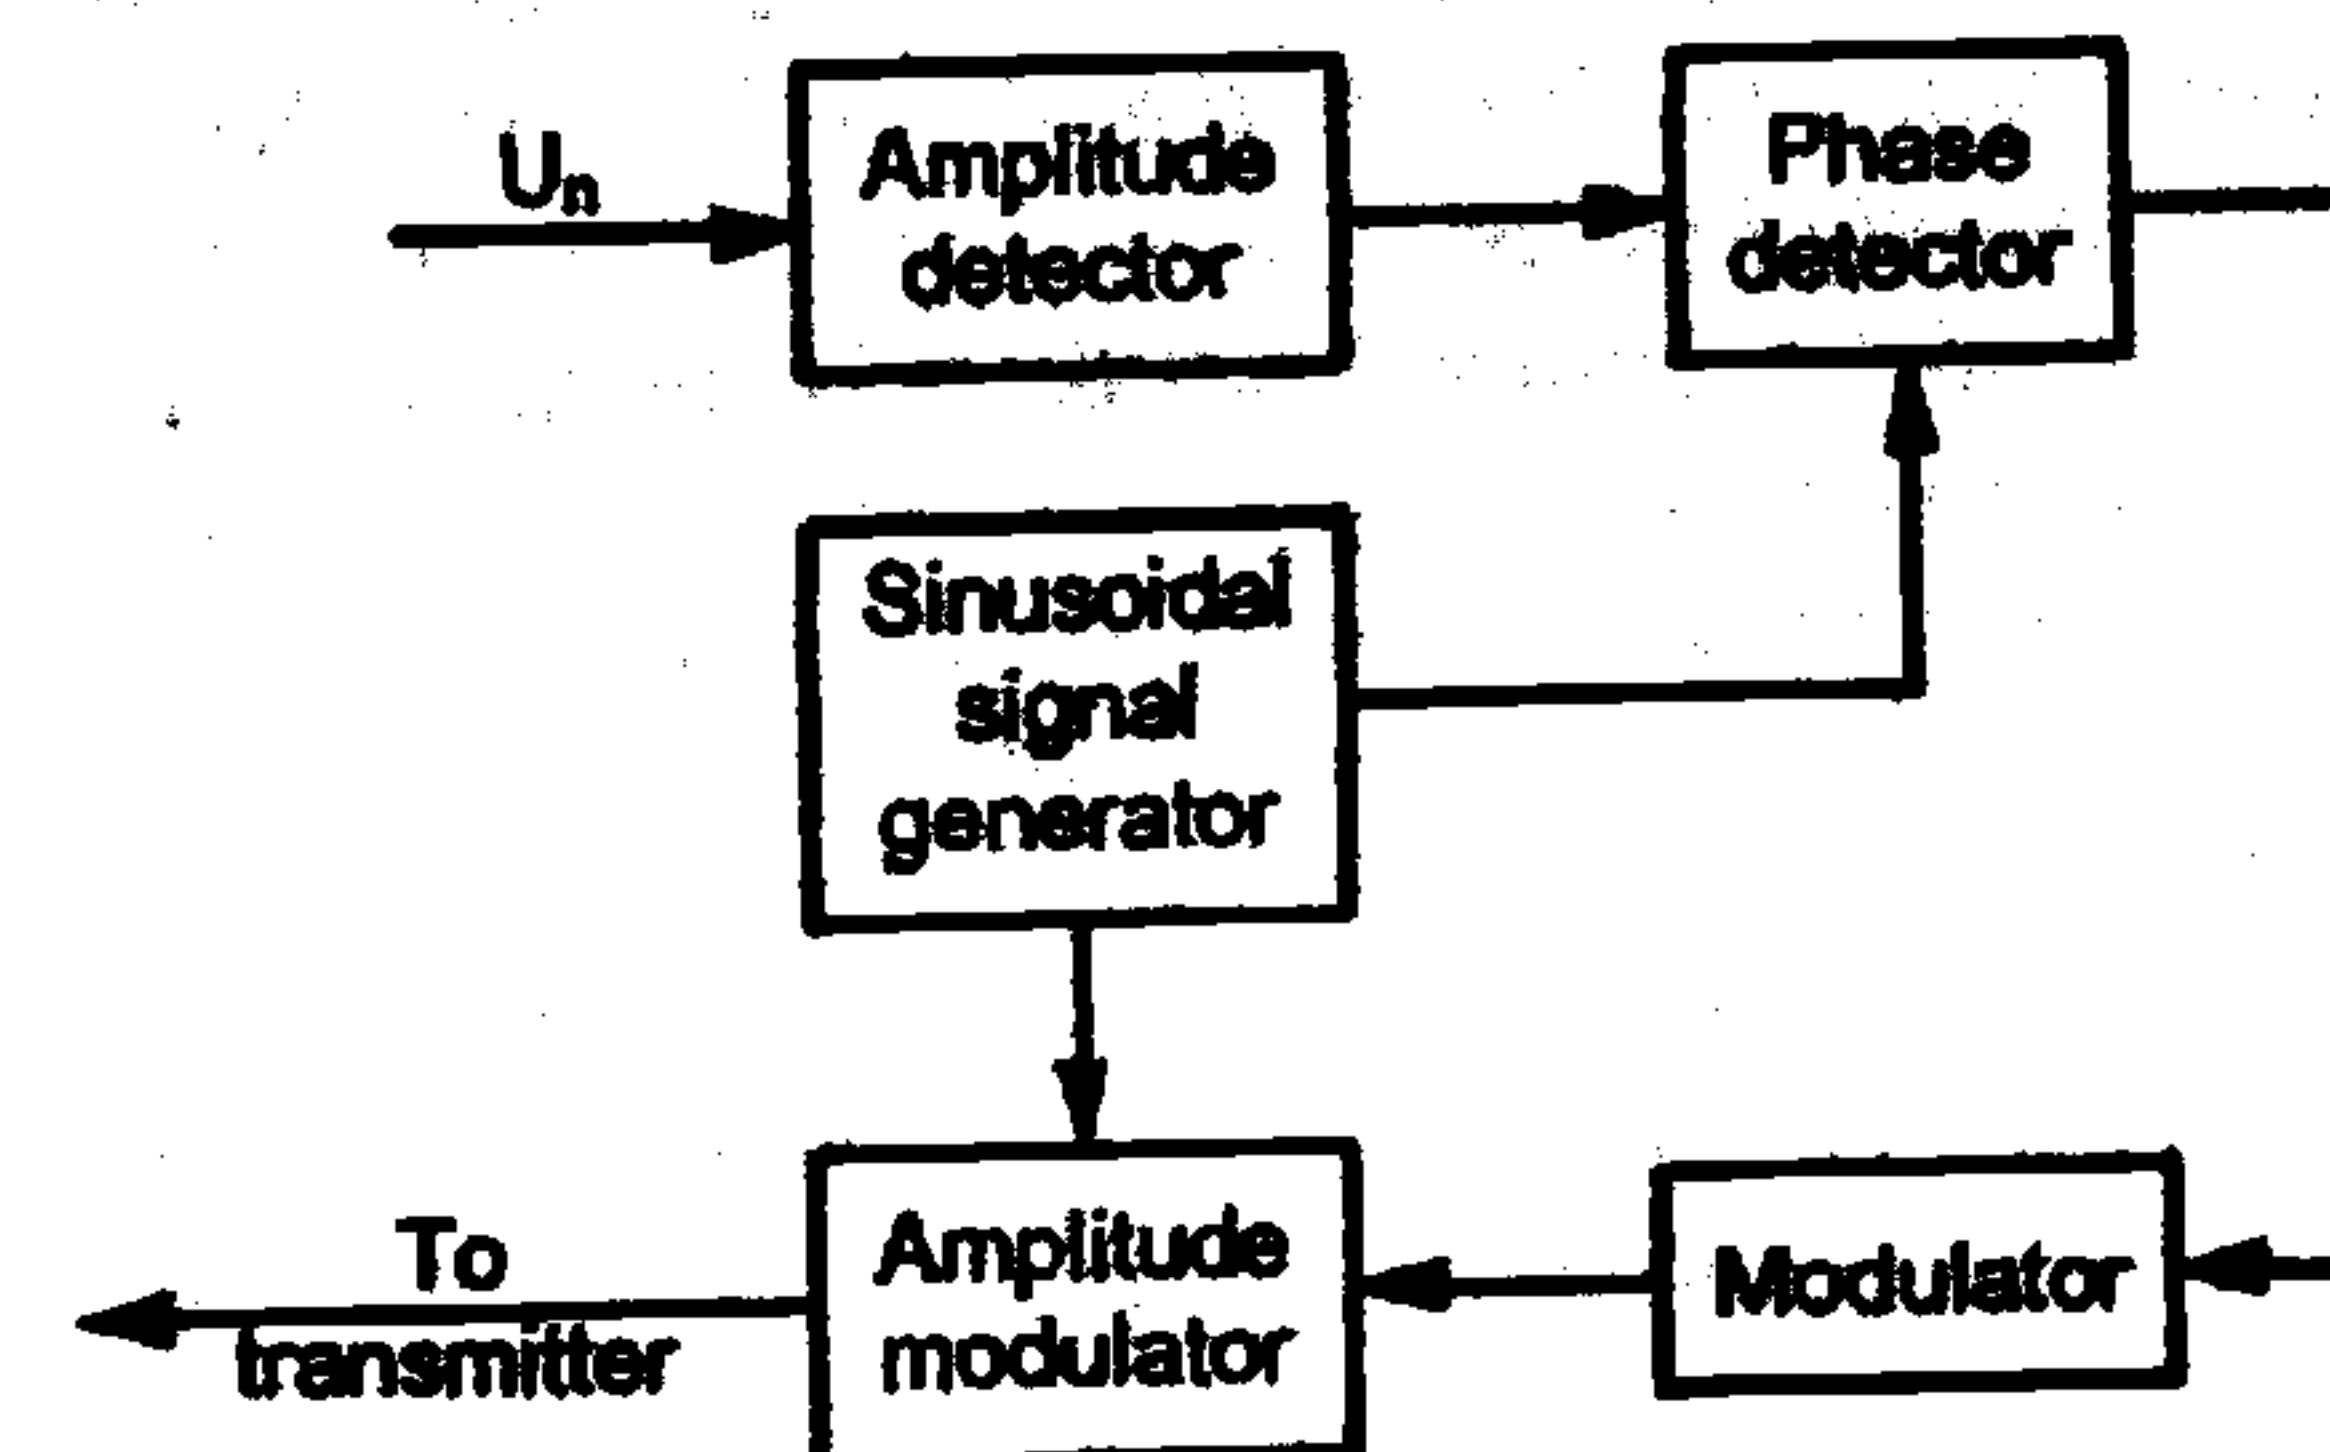 Un
Amplitude
detector
Phase
detector
Sinusoidal
signal
generator
To
transmitter
Amplitude
modulator
Modulator